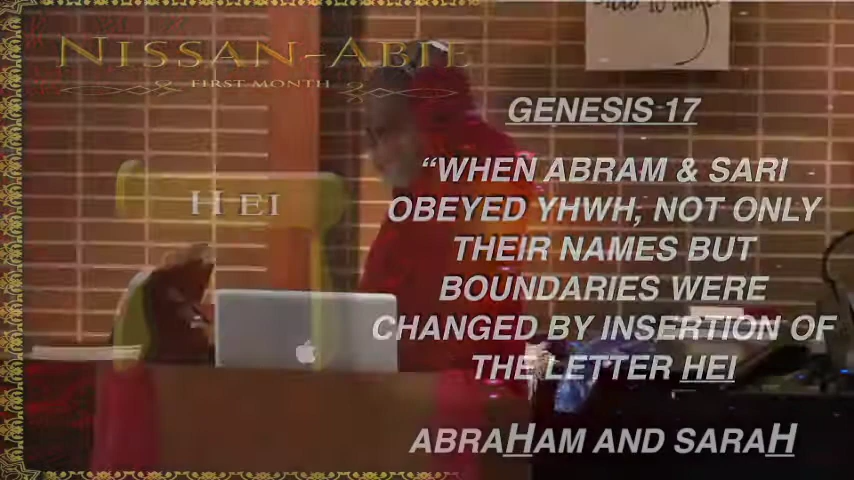 NISSAN-ABIB
FIRST MONTH
HEI
GENESIS 17
“WHEN ABRAM & SARI
OBEYED YHWH, NOT ONLY
THEIR NAMES BUT
BOUNDARIES WERE
CHANGED BY INSERTION OF
THE LETTER HEI
ABRAHAM AND SARAH